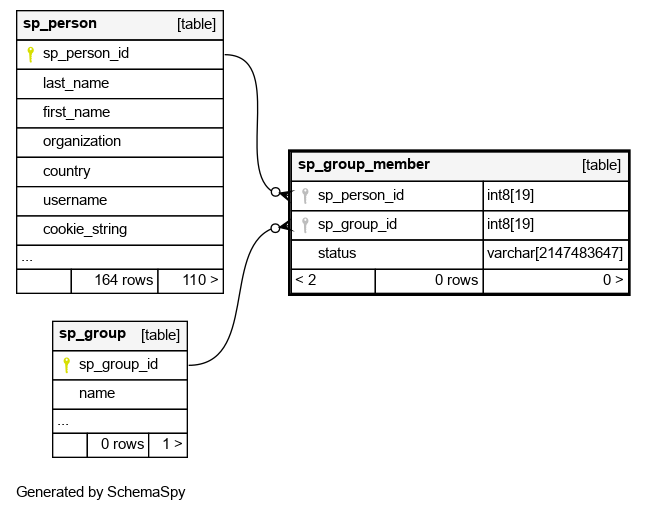 sp_person [table]
sp_person_id
last_name
first_name
organization
country
username
cookie_string
...
164 rows 110 >
sp_group_member [table]
sp_person_id int8[19]
sp_group_id int8[19]
status varchar[2147483647]
< 2 0 rows 0 >
sp_group [table]
sp_group_id
name
...
0 rows 1 >
Generated by SchemaSpy